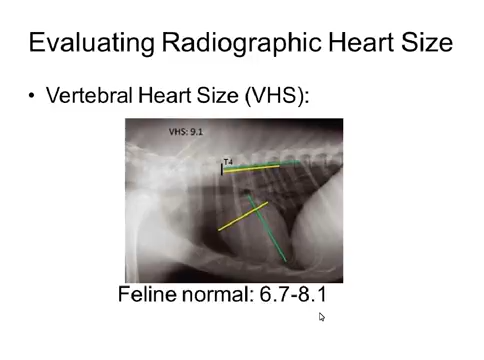 Evaluating Radiographic Heart Size
• Vertebral Heart Size (VHS):
VHS: 9.1
T4
Feline normal: 6.7-8.1